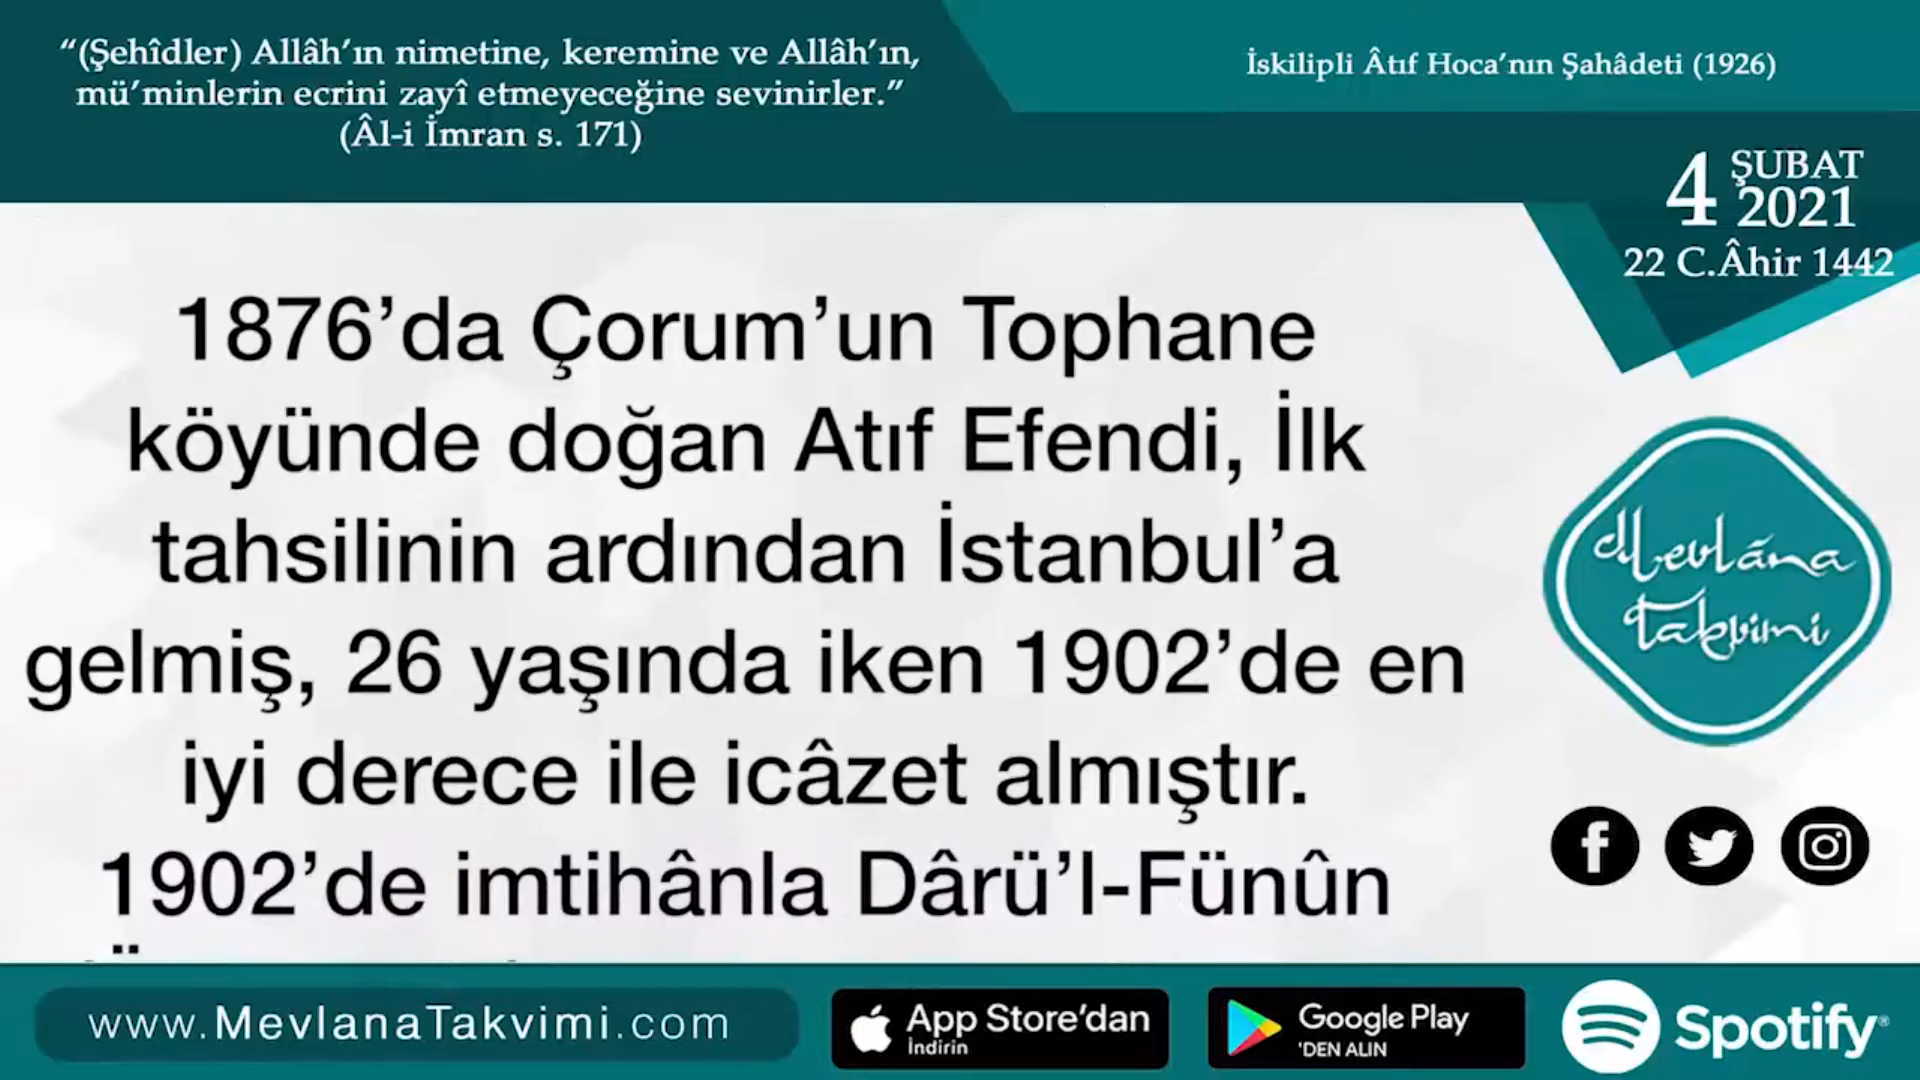 “(Şehîdler) Allâh’ın nimetine, keremine ve Allâh’ın,
mü’minlerin ecrini zayî etmeyeceğine sevinirler.”
(Âl-i İmran s. 171)
İskilipli Âtıf Hoca’nın Şahâdeti (1926)
4 ŞUBAT
2021
22 C.Âhir 1442
1876’da Çorum’un Tophane
köyünde doğan Atıf Efendi, İlk
tahsilinin ardından İstanbul’a
gelmiş, 26 yaşında iken 1902’de en
iyi derece ile icâzet almıştır.
1902’de imtihânla Dârü’l-Fünûn
Mevlâna
Takvimi
www.MevlanaTakvimi.com
App Store’dan
İndirin
Google Play
'DEN ALIN
Spotify